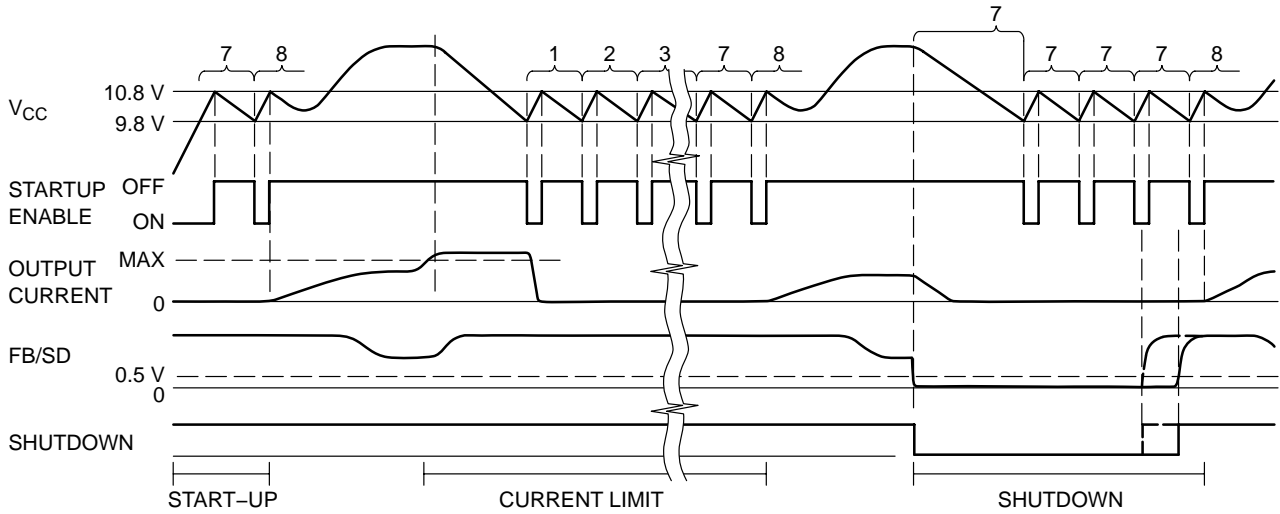 7
7 8 1 2 3 7 8 7 7 7 8
10.8 V
V_CC
9.8 V
STARTUP ENABLE
OFF
ON
OUTPUT CURRENT
MAX
0
FB/SD
0.5 V
0
SHUTDOWN
START–UP CURRENT LIMIT SHUTDOWN